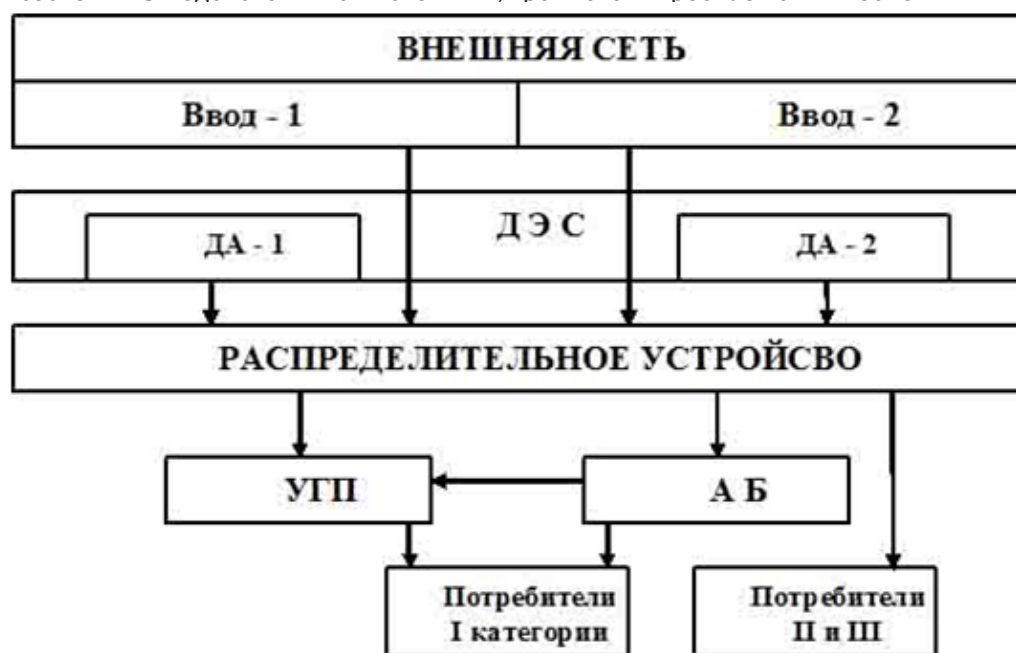 ВНЕШНЯЯ СЕТЬ
Ввод - 1 Ввод - 2
Д Э С
ДА - 1 ДА - 2
РАСПРЕДЕЛИТЕЛЬНОЕ УСТРОЙСВО
УГП А Б
Потребители
I категории
Потребители
II и III